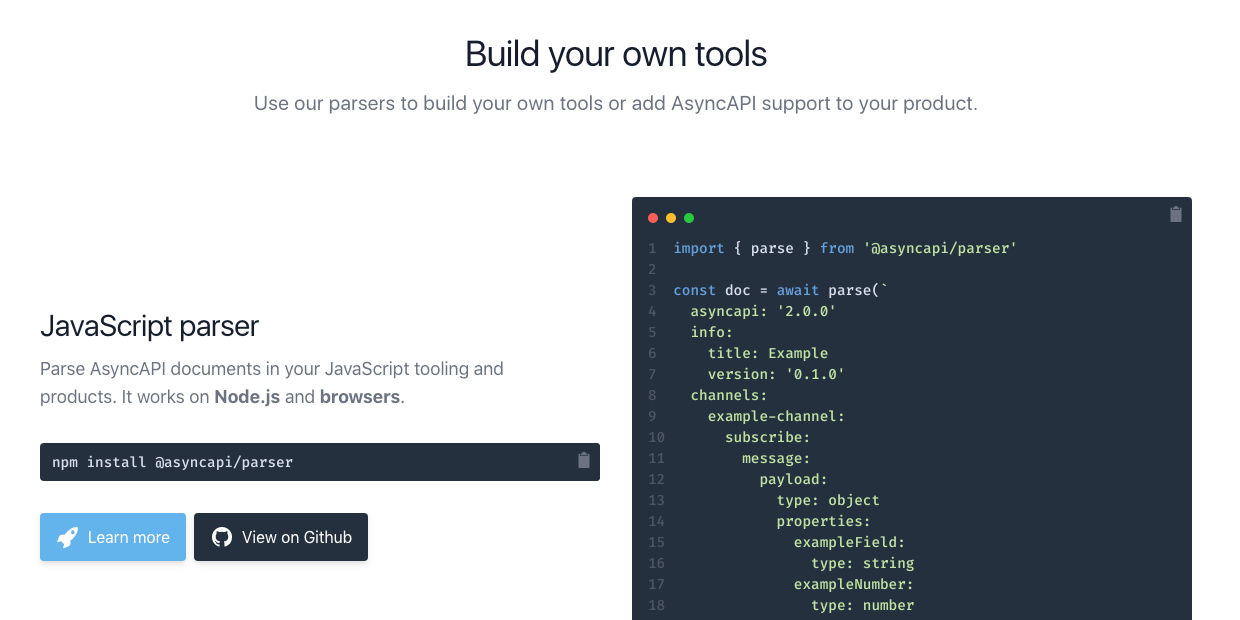 Build your own tools
Use our parsers to build your own tools or add AsyncAPI support to your product.
JavaScript parser
Parse AsyncAPI documents in your JavaScript tooling and
products. It works on Node.js and browsers.
npm install @asyncapi/parser
Learn more
View on Github
1 import { parse } from '@asyncapi/parser'
2
3 const doc = await parse(`
4   asyncapi: '2.0.0'
5   info:
6     title: Example
7     version: '0.1.0'
8   channels:
9     example-channel:
10       subscribe:
11         message:
12           payload:
13             type: object
14             properties:
15               exampleField:
16                 type: string
17               exampleNumber:
18                 type: number